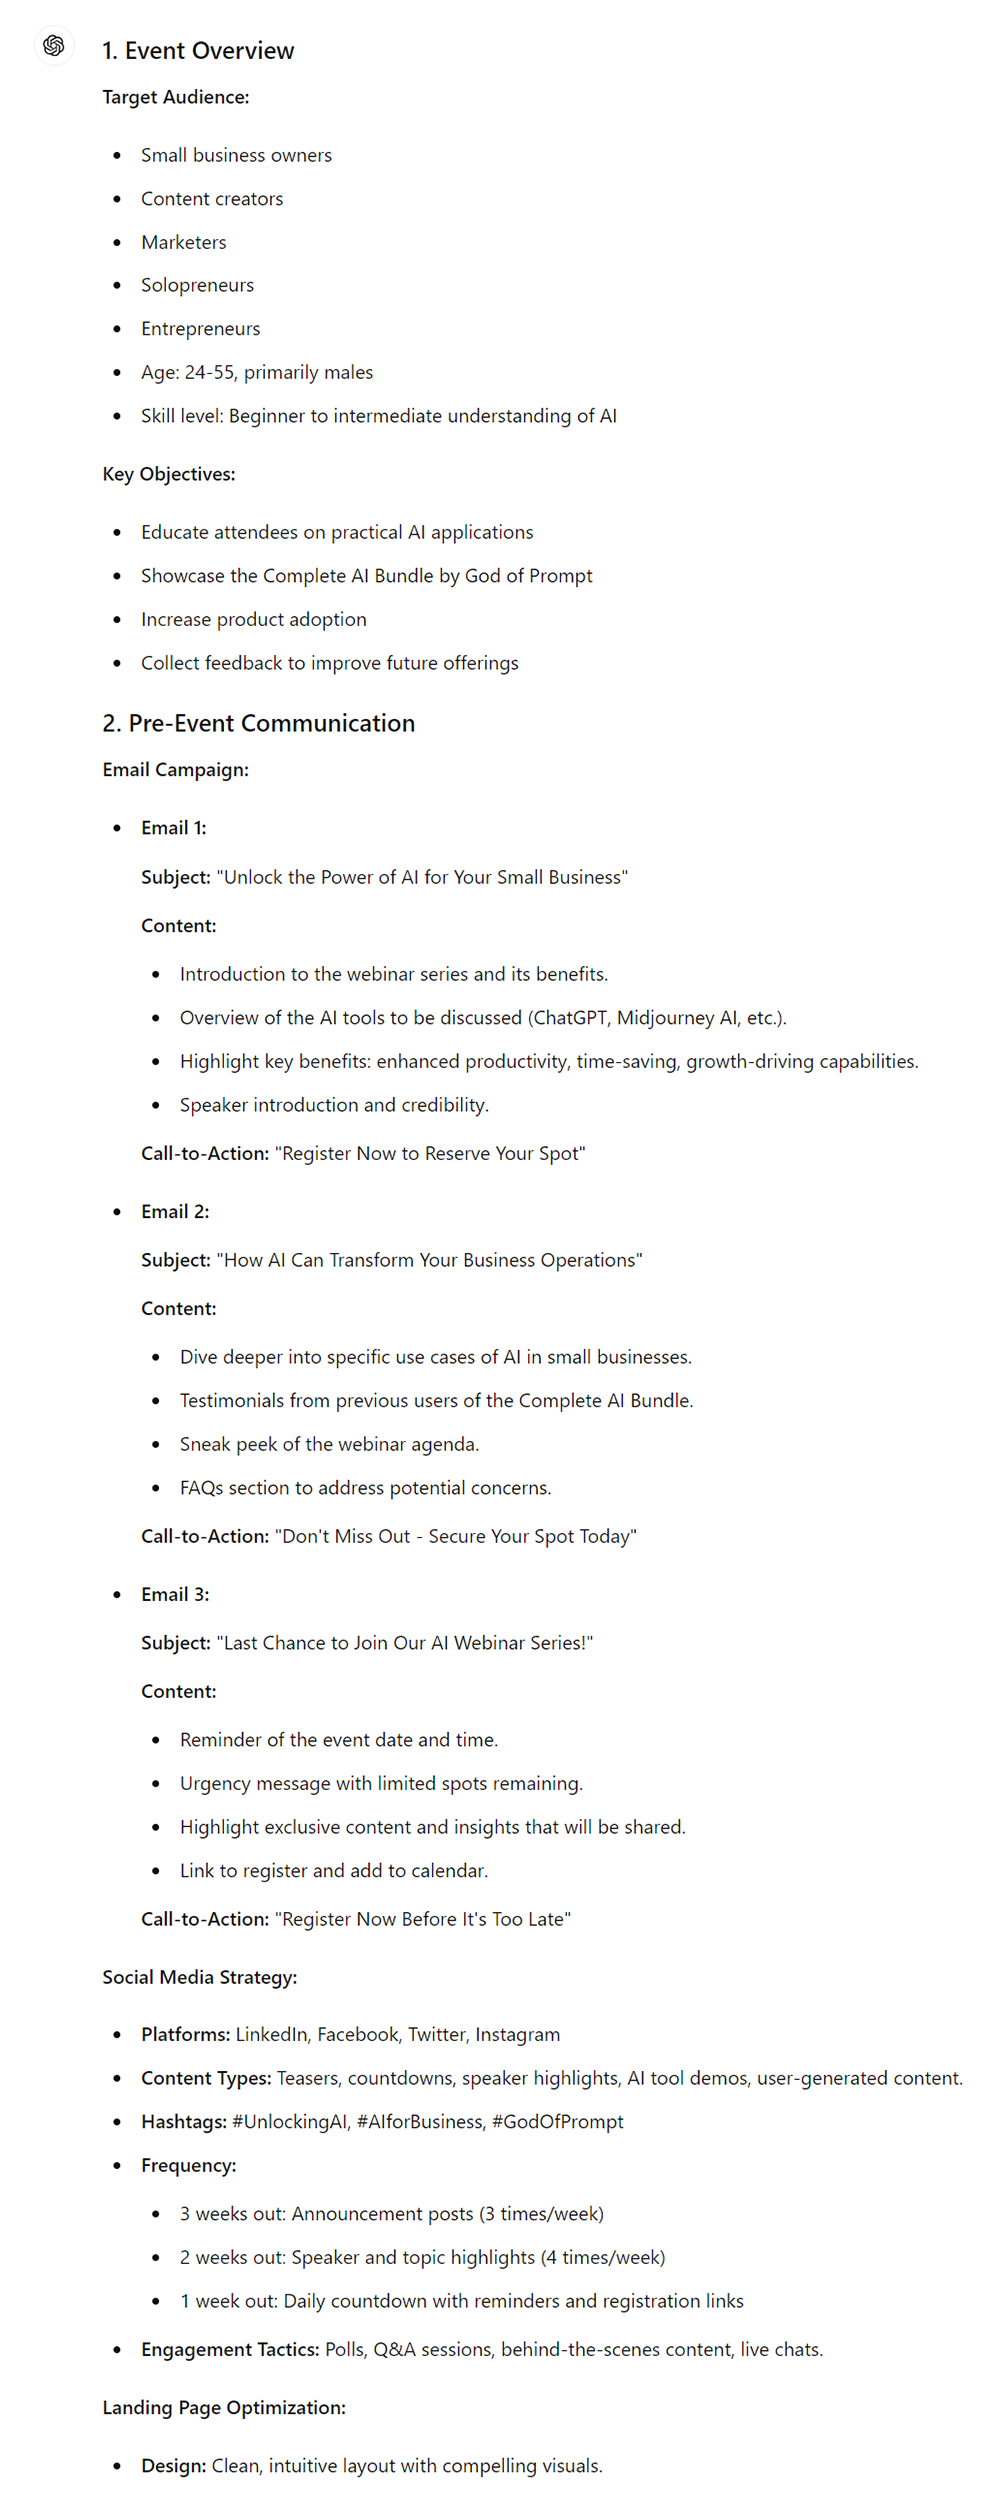 1. Event Overview
Target Audience:
Small business owners
Content creators
Marketers
Solopreneurs
Entrepreneurs
Age: 24-55, primarily males
Skill level: Beginner to intermediate understanding of AI
Key Objectives:
Educate attendees on practical AI applications
Showcase the Complete AI Bundle by God of Prompt
Increase product adoption
Collect feedback to improve future offerings
2. Pre-Event Communication
Email Campaign:
Email 1:
Subject: "Unlock the Power of AI for Your Small Business"
Content:
Introduction to the webinar series and its benefits.
Overview of the AI tools to be discussed (ChatGPT, Midjourney AI, etc.).
Highlight key benefits: enhanced productivity, time-saving, growth-driving capabilities.
Speaker introduction and credibility.
Call-to-Action: "Register Now to Reserve Your Spot"
Email 2:
Subject: "How AI Can Transform Your Business Operations"
Content:
Dive deeper into specific use cases of AI in small businesses.
Testimonials from previous users of the Complete AI Bundle.
Sneak peek of the webinar agenda.
FAQs section to address potential concerns.
Call-to-Action: "Don't Miss Out - Secure Your Spot Today"
Email 3:
Subject: "Last Chance to Join Our AI Webinar Series!"
Content:
Reminder of the event date and time.
Urgency message with limited spots remaining.
Highlight exclusive content and insights that will be shared.
Link to register and add to calendar.
Call-to-Action: "Register Now Before It's Too Late"
Social Media Strategy:
Platforms: LinkedIn, Facebook, Twitter, Instagram
Content Types: Teasers, countdowns, speaker highlights, AI tool demos, user-generated content.
Hashtags: #UnlockingAI, #AIforBusiness, #GodOfPrompt
Frequency:
3 weeks out: Announcement posts (3 times/week)
2 weeks out: Speaker and topic highlights (4 times/week)
1 week out: Daily countdown with reminders and registration links
Engagement Tactics: Polls, Q&A sessions, behind-the-scenes content, live chats.
Landing Page Optimization:
Design: Clean, intuitive layout with compelling visuals.